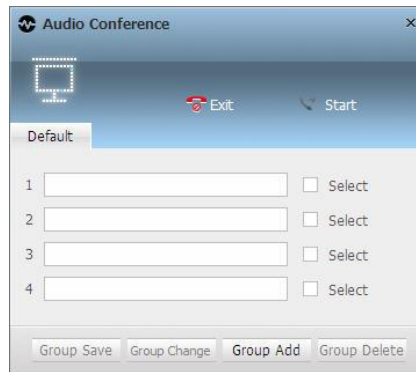 Audio Conference ×
Exit Start
Default
1 Select
2 Select
3 Select
4 Select
Group Save Group Change Group Add Group Delete